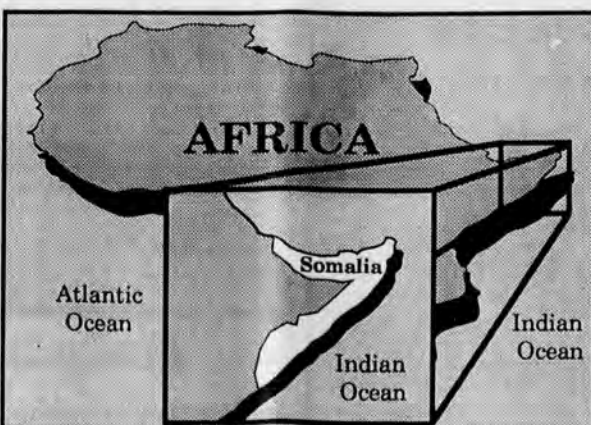 AFRICA
Somalia
Atlantic
Ocean
Indian
Ocean
Indian
Ocean